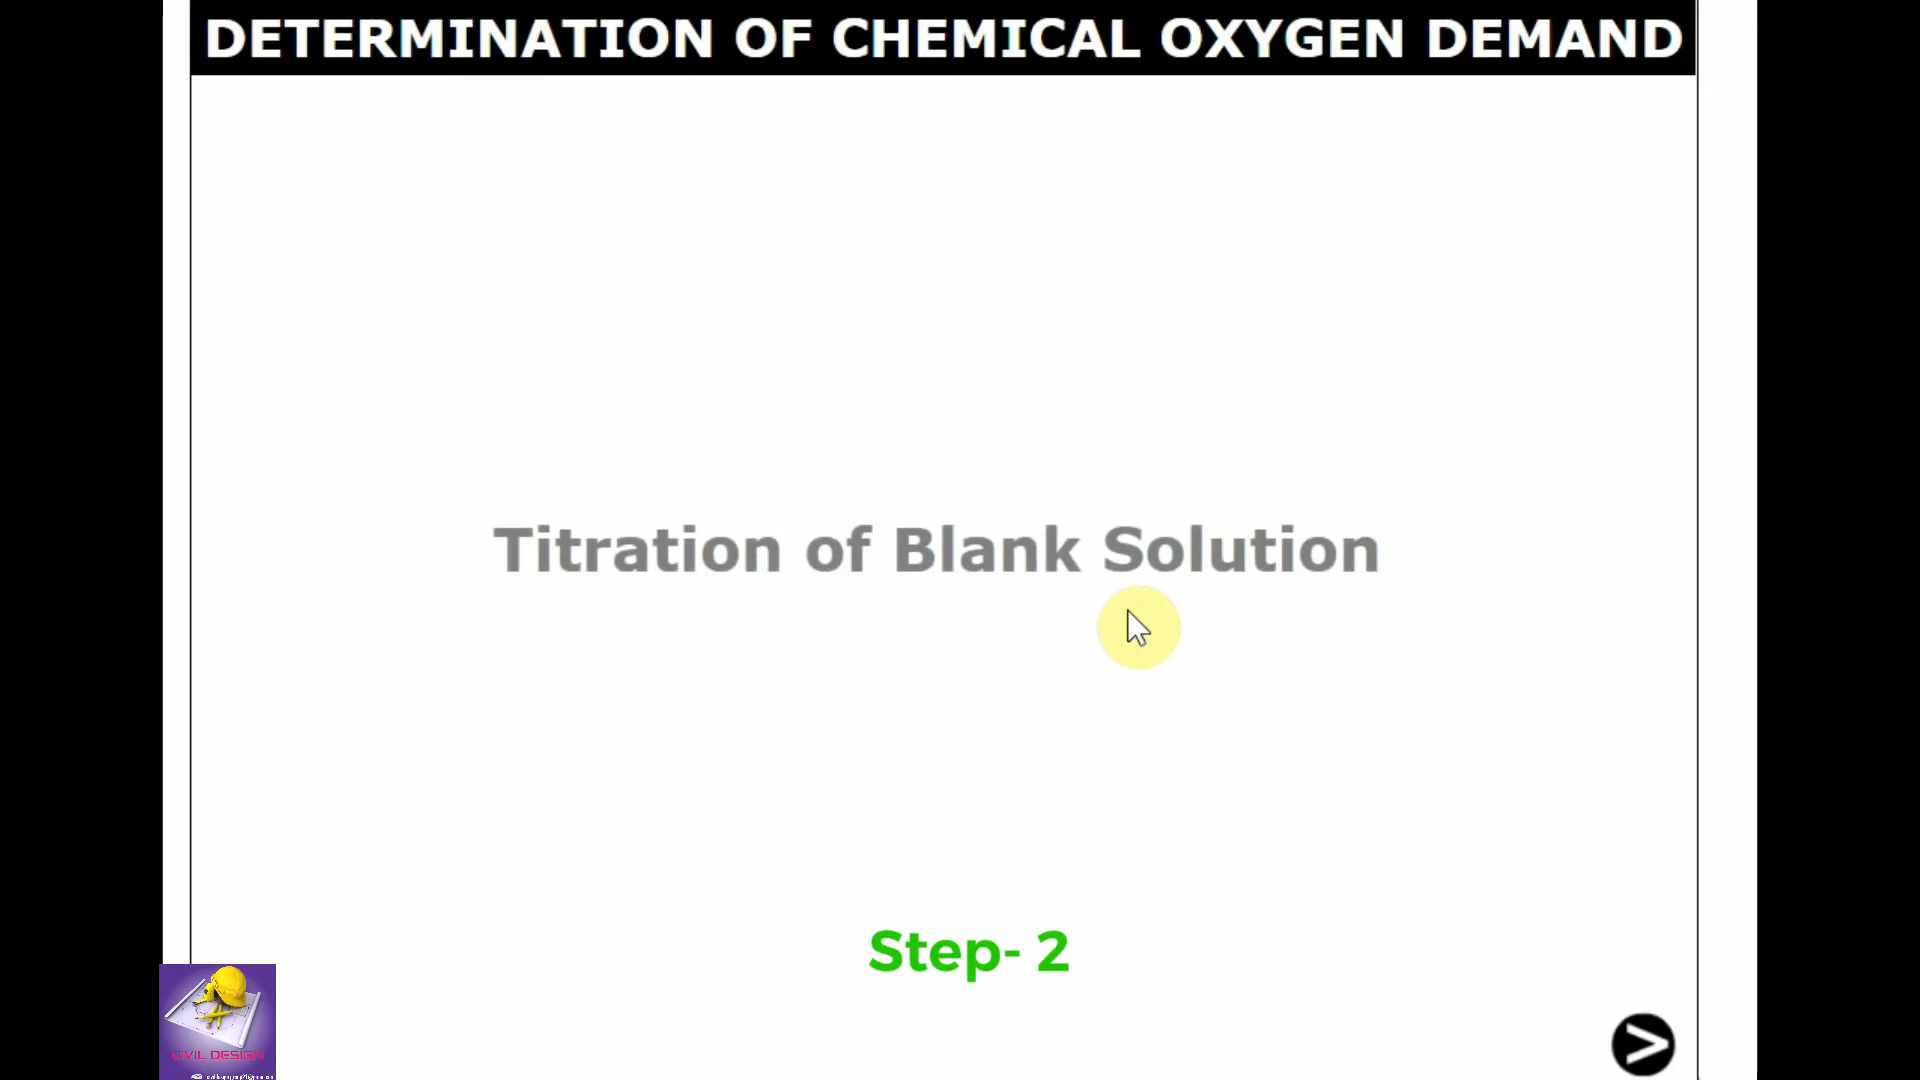 DETERMINATION OF CHEMICAL OXYGEN DEMAND
Titration of Blank Solution
Step- 2
CIVIL DESIGN